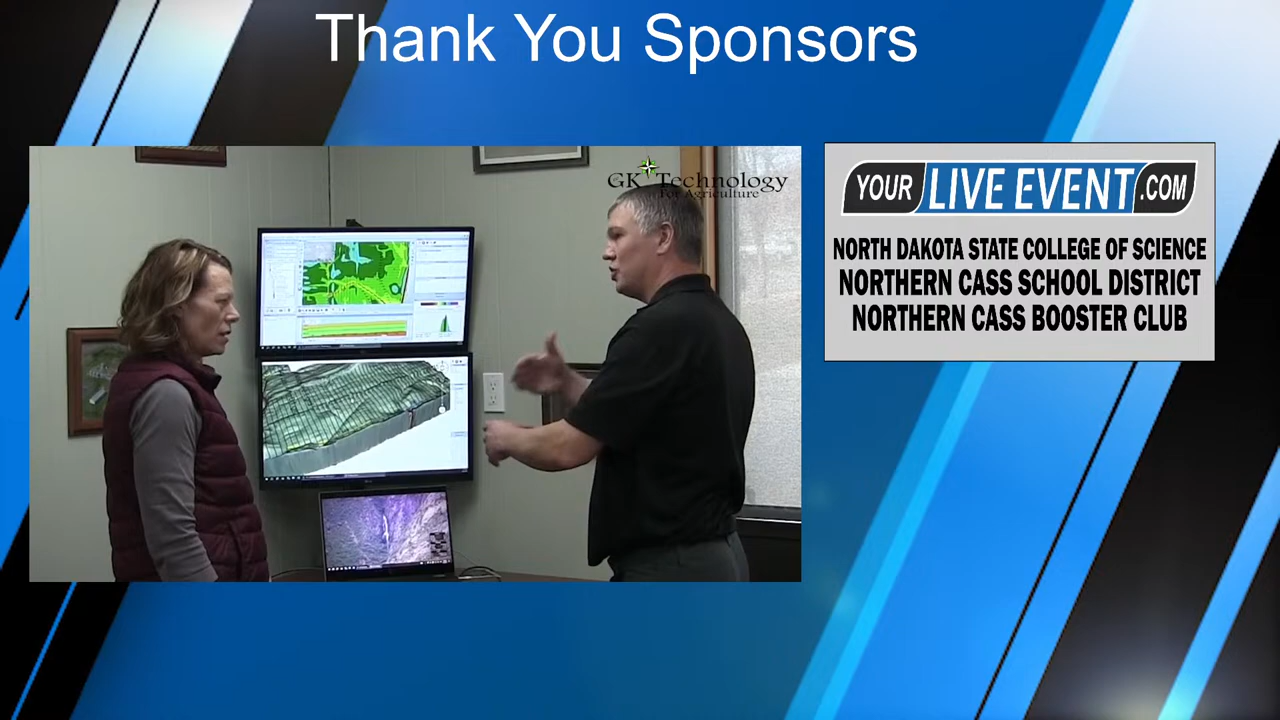 Thank You Sponsors
GK Technology
For Agriculture
YOUR LIVE EVENT .COM
NORTH DAKOTA STATE COLLEGE OF SCIENCE
NORTHERN CASS SCHOOL DISTRICT
NORTHERN CASS BOOSTER CLUB